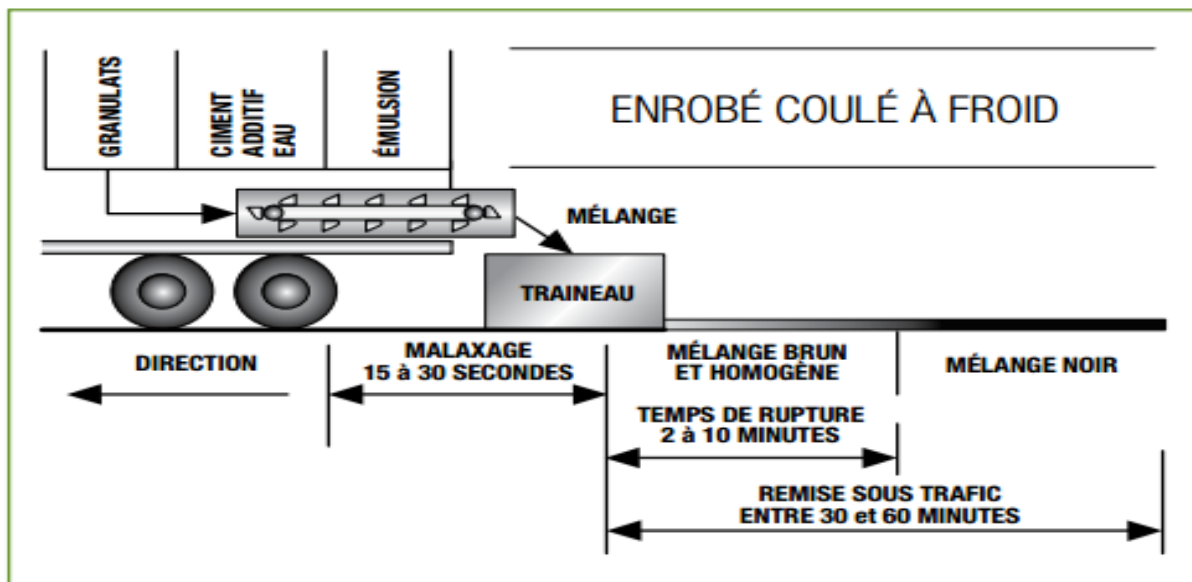 GRANULATS
CIMENT
ADDITIF
EAU
ÉMULSION
ENROBÉ COULÉ À FROID
MÉLANGE
TRAINEAU
DIRECTION
MALAXAGE
15 à 30 SECONDES
MÉLANGE BRUN
ET HOMOGÈNE
MÉLANGE NOIR
TEMPS DE RUPTURE
2 à 10 MINUTES
REMISE SOUS TRAFIC
ENTRE 30 et 60 MINUTES